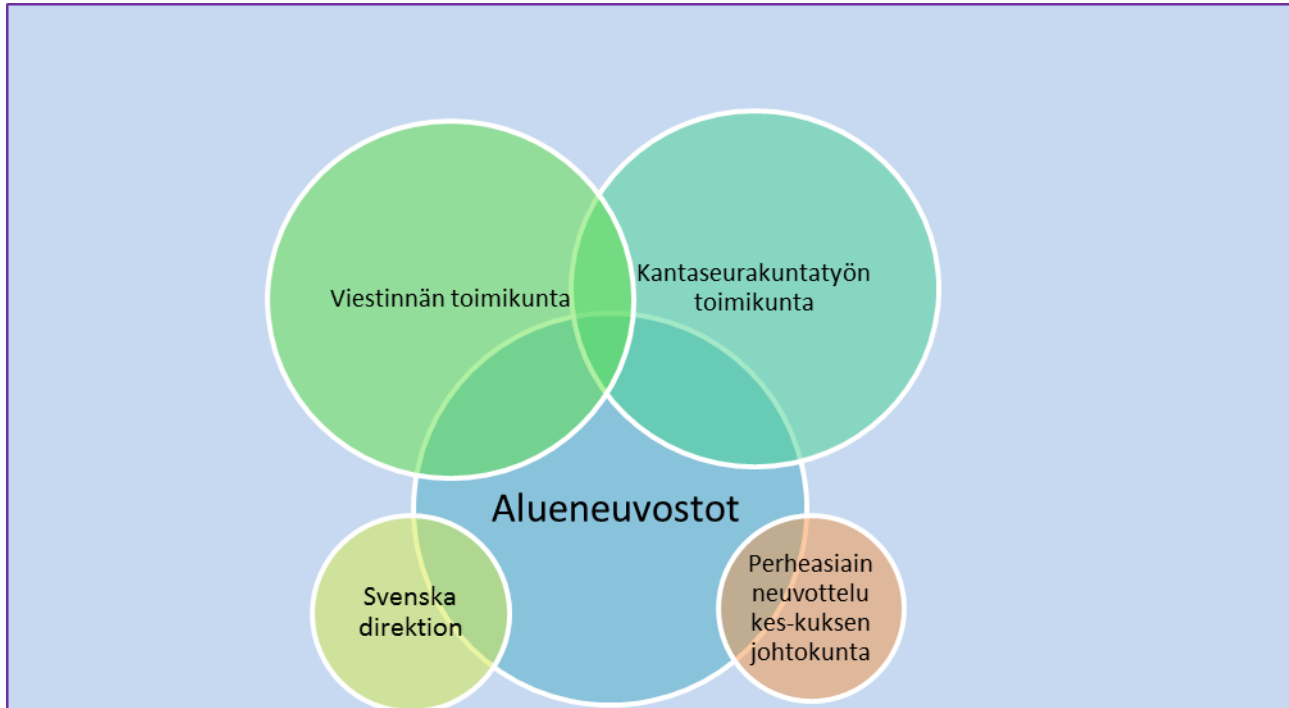 Viestinnän toimikunta
Kantaseurakuntatyön
toimikunta
Alueneuvostot
Svenska
direktion
Perheasiain
neuvottelu
kes-kuksen
johtokunta